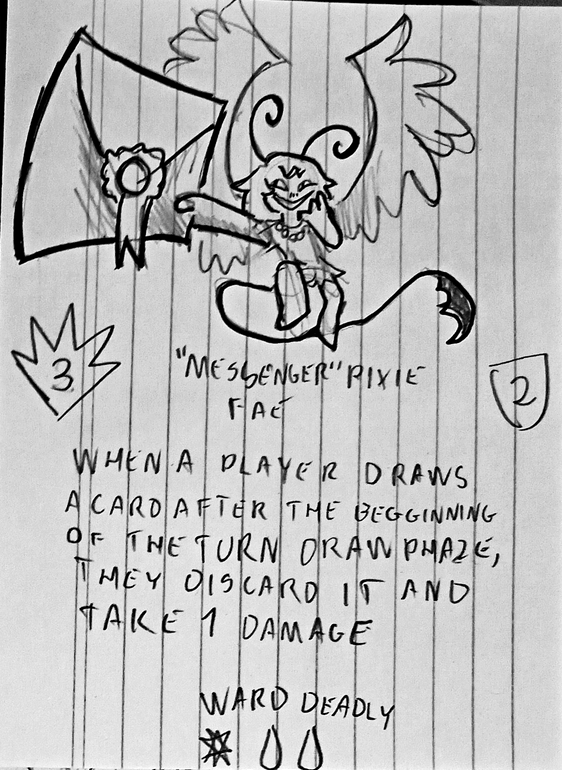 3
"MESSENGER" PIXIE
2
FAE
WHEN A PLAYER DRAWS
A CARD AFTER THE BEGGINNING
OF THE TURN DRAW PHAZE,
THEY DISCARD IT AND
TAKE 1 DAMAGE
WARD DEADLY